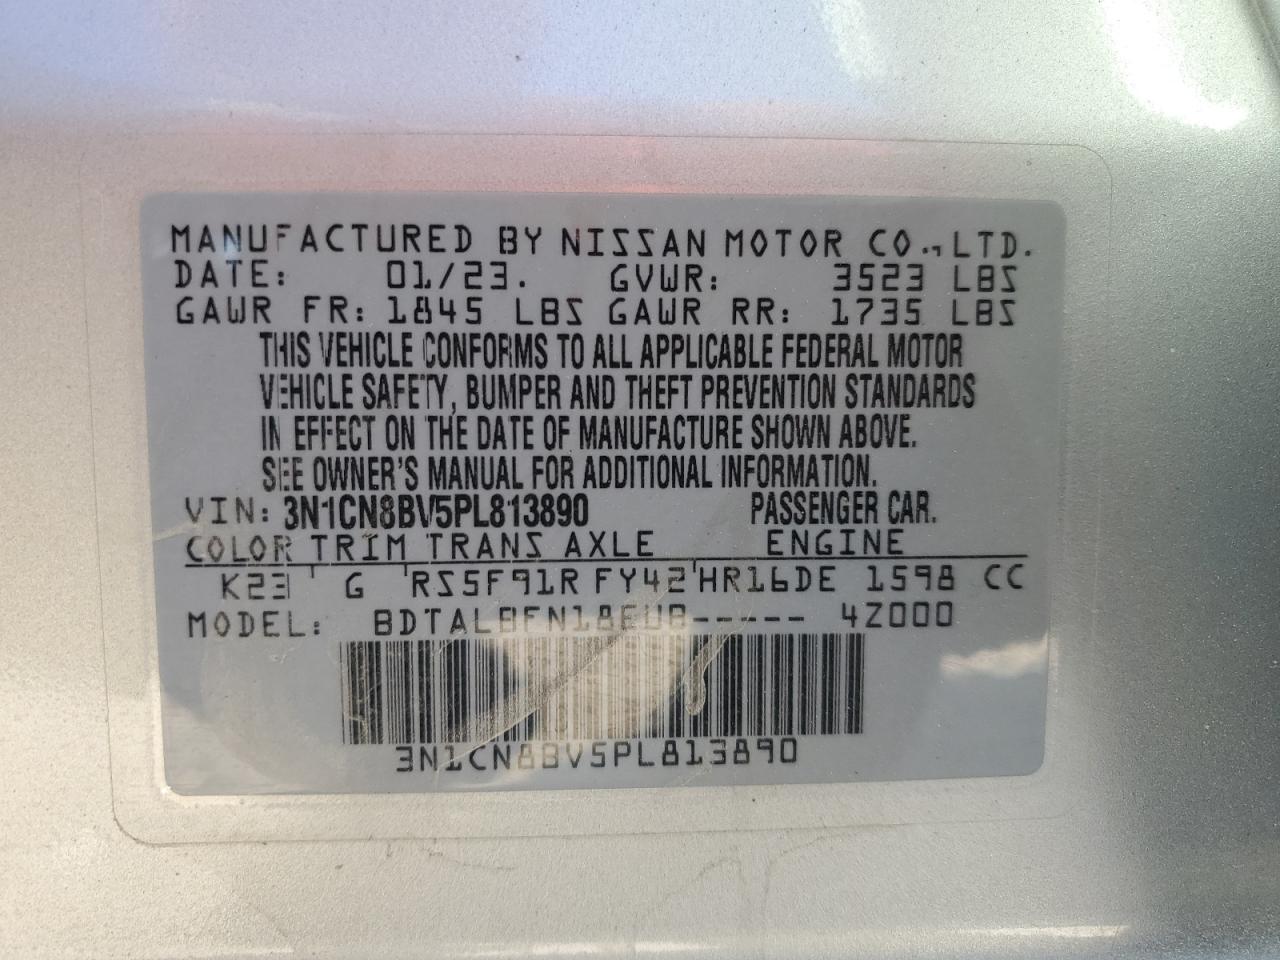 MANUFACTURED BY NISSAN MOTOR CO., LTD.
DATE: 01/23. GVWR: 3523 LBS
GAWR FR: 1845 LBS GAWR RR: 1735 LBS
THIS VEHICLE CONFORMS TO ALL APPLICABLE FEDERAL MOTOR
VEHICLE SAFETY, BUMPER AND THEFT PREVENTION STANDARDS
IN EFFECT ON THE DATE OF MANUFACTURE SHOWN ABOVE.
SEE OWNER'S MANUAL FOR ADDITIONAL INFORMATION.
VIN: 3N1CN8BV5PL813890 PASSENGER CAR.
COLOR TRIM TRANS AXLE ENGINE
K23 G RS5F91R FY42 HR16DE 1598 CC
MODEL: 4Z000
3N1CN8BV5PL813890